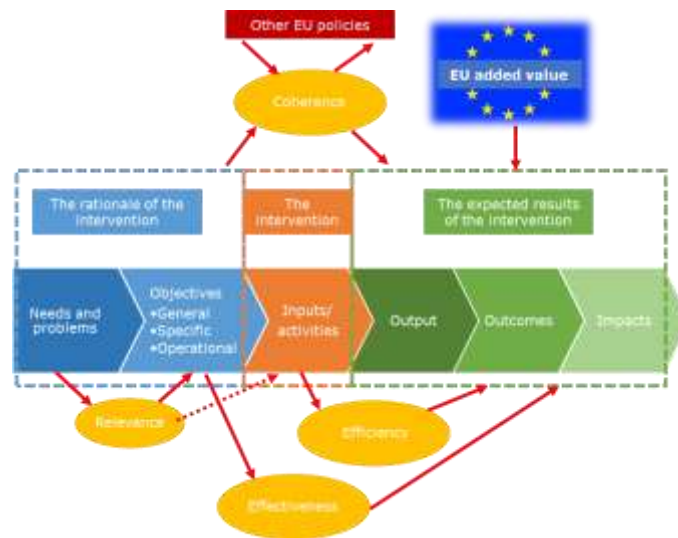 Other EU policies
EU added value
Coherence
The rationale of the
intervention
The
intervention
The expected results
of the intervention
Needs and
problems
Objectives
•General
•Specific
•Operational
Inputs/
activities
Output
Outcomes
Impacts
Relevance
Efficiency
Effectiveness